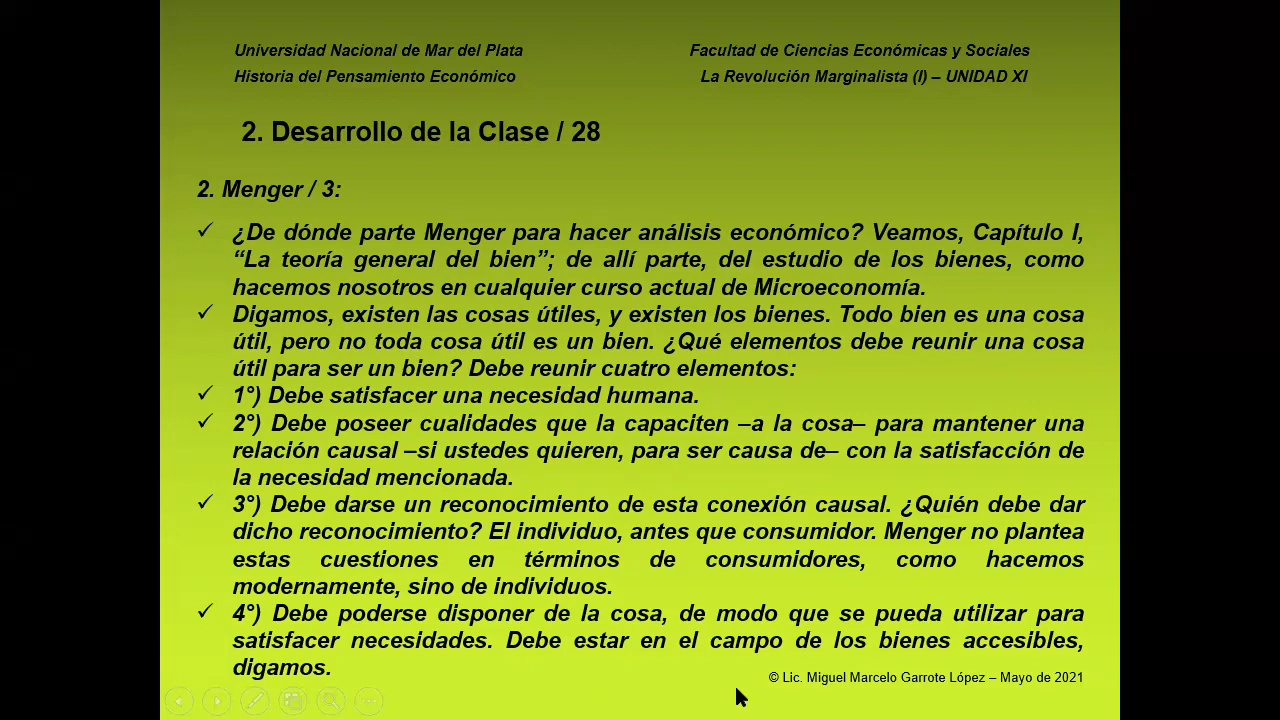 Universidad Nacional de Mar del Plata
Facultad de Ciencias Económicas y Sociales
Historia del Pensamiento Económico
La Revolución Marginalista (I) – UNIDAD XI
2. Desarrollo de la Clase / 28
2. Menger / 3:
✓ ¿De dónde parte Menger para hacer análisis económico? Veamos, Capítulo I,
“La teoría general del bien”; de allí parte, del estudio de los bienes, como
hacemos nosotros en cualquier curso actual de Microeconomía.
✓ Digamos, existen las cosas útiles, y existen los bienes. Todo bien es una cosa
útil, pero no toda cosa útil es un bien. ¿Qué elementos debe reunir una cosa
útil para ser un bien? Debe reunir cuatro elementos:
✓ 1°) Debe satisfacer una necesidad humana.
✓ 2°) Debe poseer cualidades que la capaciten –a la cosa– para mantener una
relación causal –si ustedes quieren, para ser causa de– con la satisfacción de
la necesidad mencionada.
✓ 3°) Debe darse un reconocimiento de esta conexión causal. ¿Quién debe dar
dicho reconocimiento? El individuo, antes que consumidor. Menger no plantea
estas cuestiones en términos de consumidores, como hacemos
modernamente, sino de individuos.
✓ 4°) Debe poderse disponer de la cosa, de modo que se pueda utilizar para
satisfacer necesidades. Debe estar en el campo de los bienes accesibles,
digamos.
© Lic. Miguel Marcelo Garrote López – Mayo de 2021